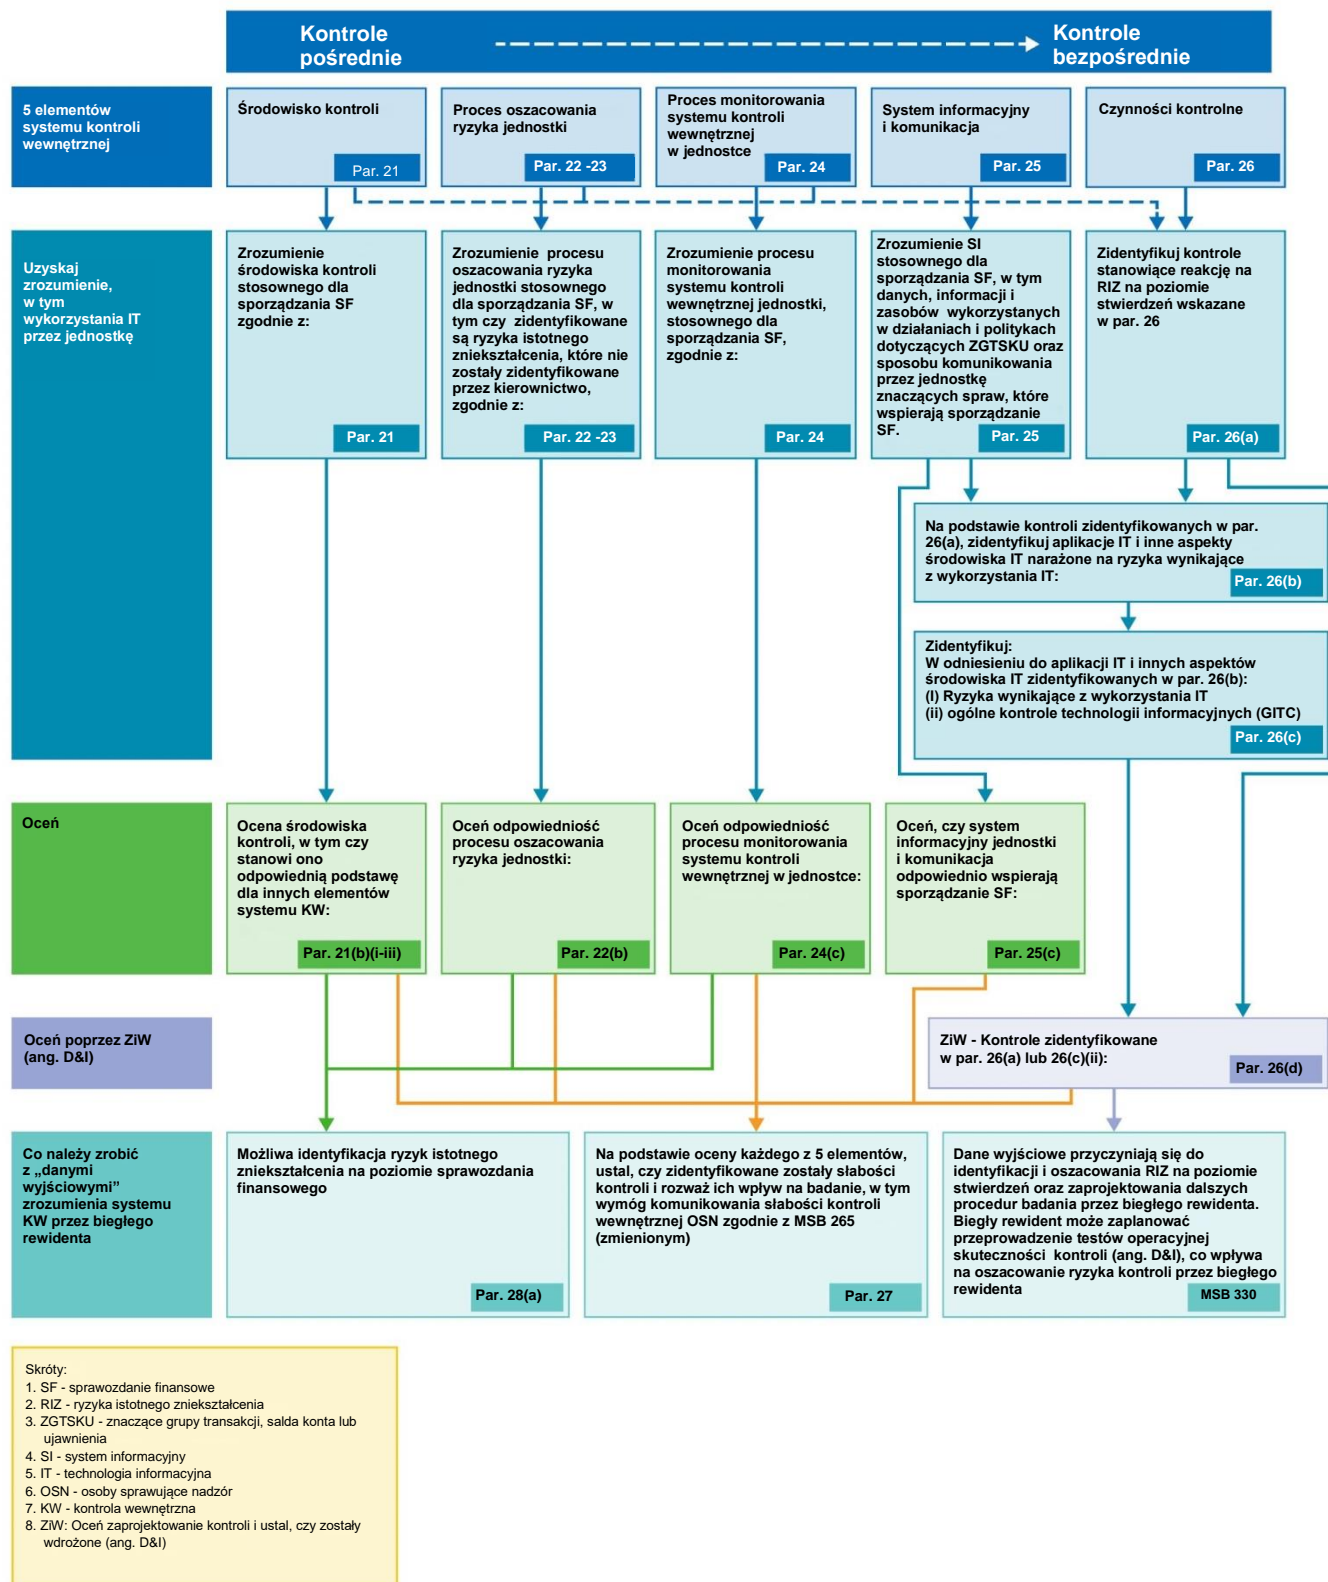 Kontrole
pośrednie
Kontrole
bezpośrednie
5 elementów
systemu kontroli
wewnętrznej
Środowisko kontroli
Par. 21
Proces oszacowania
ryzyka jednostki
Par. 22 -23
Proces monitorowania
systemu kontroli
wewnętrznej
w jednostce
Par. 24
System informacyjny
i komunikacja
Par. 25
Czynności kontrolne
Par. 26
Uzyskaj
zrozumienie,
w tym
wykorzystania IT
przez jednostkę
Zrozumienie
środowiska kontroli
stosownego dla
sporządzania SF
zgodnie z:
Par. 21
Zrozumienie procesu
oszacowania ryzyka
jednostki stosownego
dla sporządzania SF, w
tym czy zidentyfikowane
są ryzyka istotnego
zniekształcenia, które nie
zostały zidentyfikowane
przez kierownictwo,
zgodnie z:
Par. 22 -23
Zrozumienie procesu
monitorowania
systemu kontroli
wewnętrznej jednostki,
stosownego dla
sporządzania SF,
zgodnie z:
Par. 24
Zrozumienie SI
stosownego dla
sporządzania SF, w tym
danych, informacji i
zasobów wykorzystanych
w działaniach i politykach
dotyczących ZGTSKU oraz
sposobu komunikowania
przez jednostkę
znaczących spraw, które
wspierają sporządzanie
SF.
Par. 25
Zidentyfikuj kontrole
stanowiące reakcję na
RIZ na poziomie
stwierdzeń wskazane
w par. 26
Par. 26(a)
Na podstawie kontroli zidentyfikowanych w par.
26(a), zidentyfikuj aplikacje IT i inne aspekty
środowiska IT narażone na ryzyka wynikające
z wykorzystania IT:
Par. 26(b)
Zidentyfikuj:
W odniesieniu do aplikacji IT i innych aspektów
środowiska IT zidentyfikowanych w par. 26(b):
(I) Ryzyka wynikające z wykorzystania IT
(ii) ogólne kontrole technologii informacyjnych (GITC)
Par. 26(c)
Oceń
Ocena środowiska
kontroli, w tym czy
stanowi ono
odpowiednią podstawę
dla innych elementów
systemu KW:
Par. 21(b)(i-iii)
Oceń odpowiedniość
procesu oszacowania
ryzyka jednostki:
Par. 22(b)
Oceń odpowiedniość
procesu monitorowania
systemu kontroli
wewnętrznej w jednostce:
Par. 24(c)
Oceń, czy system
informacyjny jednostki
i komunikacja
odpowiednio wspierają
sporządzanie SF:
Par. 25(c)
Oceń poprzez ZiW
(ang. D&I)
ZiW - Kontrole zidentyfikowane
w par. 26(a) lub 26(c)(ii):
Par. 26(d)
Co należy zrobić
z „danymi
wyjściowymi”
zrozumienia systemu
KW przez biegłego
rewidenta
Możliwa identyfikacja ryzyk istotnego
zniekształcenia na poziomie sprawozdania
finansowego
Par. 28(a)
Na podstawie oceny każdego z 5 elementów,
ustal, czy zidentyfikowane zostały słabości
kontroli i rozważ ich wpływ na badanie, w tym
wymóg komunikowania słabości kontroli
wewnętrznej OSN zgodnie z MSB 265
(zmienionym)
Par. 27
Dane wyjściowe przyczyniają się do
identyfikacji i oszacowania RIZ na poziomie
stwierdzeń oraz zaprojektowania dalszych
procedur badania przez biegłego rewidenta.
Biegły rewident może zaplanować
przeprowadzenie testów operacyjnej
skuteczności kontroli (ang. D&I), co wpływa
na oszacowanie ryzyka kontroli przez biegłego
rewidenta
MSB 330
Skróty:
1. SF - sprawozdanie finansowe
2. RIZ - ryzyka istotnego zniekształcenia
3. ZGTSKU - znaczące grupy transakcji, salda konta lub
ujawnienia
4. SI - system informacyjny
5. IT - technologia informacyjna
6. OSN - osoby sprawujące nadzór
7. KW - kontrola wewnętrzna
8. ZiW: Oceń zaprojektowanie kontroli i ustal, czy zostały
wdrożone (ang. D&I)